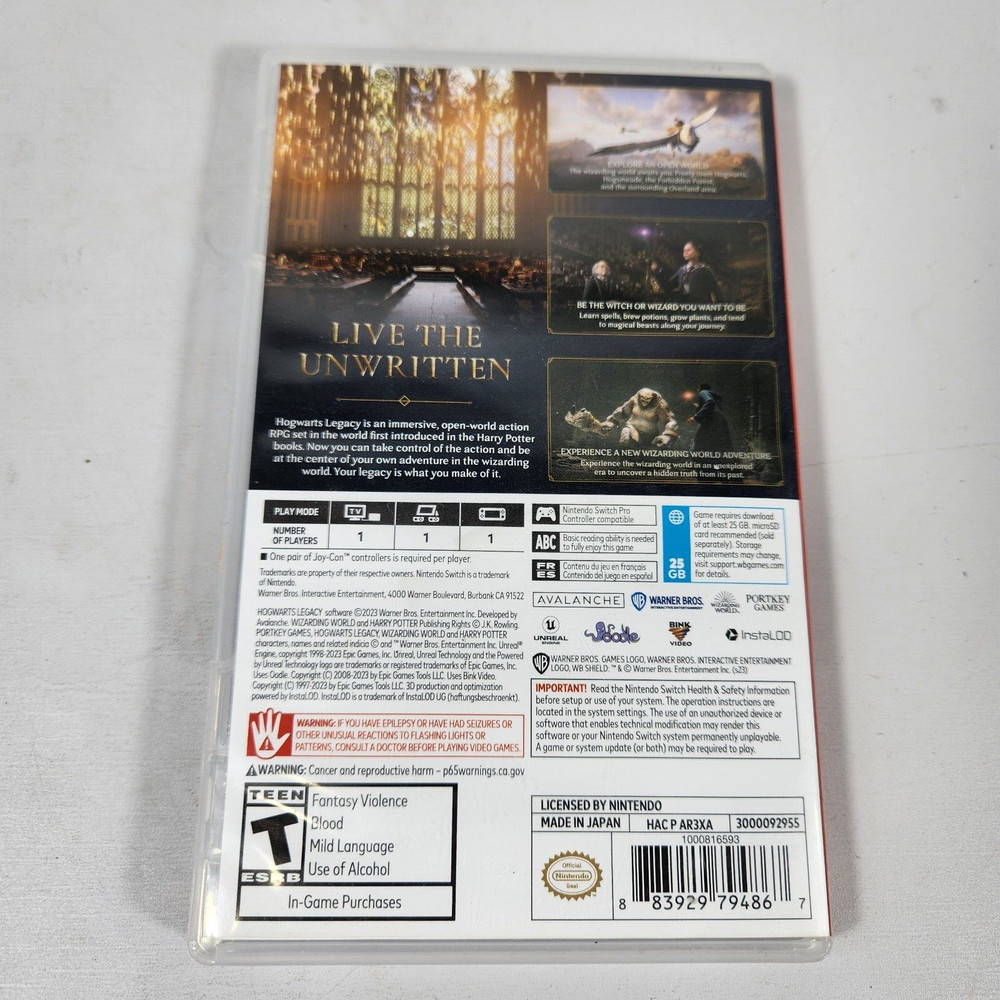 LIVE THE
UNWRITTEN
Hogwarts Legacy is an immersive, open-world action
RPG set in the world first introduced in the Harry Potter
books. Now you can take control of the action and be
at the center of your own adventure in the wizarding
world. Your legacy is what you make of it.
EXPLORE AN OPEN WORLD
The wizarding world awaits you. Freely roam Hogwarts,
Hogsmeade, the Forbidden Forest,
and the surrounding Overland area.
BE THE WITCH OR WIZARD YOU WANT TO BE
Learn spells, brew potions, grow plants, and tend
to magical beasts along your journey.
EXPERIENCE A NEW WIZARDING WORLD ADVENTURE
Experience the wizarding world in an unexplored
era to uncover a hidden truth from its past.
PLAY MODE
TV
NUMBER
OF PLAYERS
1
1
1
■ One pair of Joy-Con™ controllers is required per player.
Trademarks are property of their respective owners. Nintendo Switch is a trademark
of Nintendo.
Warner Bros. Interactive Entertainment, 4000 Warner Boulevard, Burbank CA 91522
HOGWARTS LEGACY software ©2023 Warner Bros. Entertainment Inc. Developed by
Avalanche. WIZARDING WORLD and HARRY POTTER Publishing Rights © J.K. Rowling.
PORTKEY GAMES, HOGWARTS LEGACY, WIZARDING WORLD and HARRY POTTER
characters, names and related indicia © and ™ Warner Bros. Entertainment Inc. Unreal®
Engine, copyright 1998-2023 Epic Games, Inc. Unreal, Unreal Technology and the Powered
by Unreal Technology logo are trademarks or registered trademarks of Epic Games, Inc.
Uses Oodle. Copyright (C) 2008-2023 by Epic Games Tools LLC. Uses Bink Video.
Copyright (C) 1997-2023 by Epic Games Tools LLC. 3D production and optimization
powered by InstaLOD. InstaLOD is a trademark of InstaLOD UG (haftungsbeschraenkt).
WARNING: IF YOU HAVE EPILEPSY OR HAVE HAD SEIZURES OR
OTHER UNUSUAL REACTIONS TO FLASHING LIGHTS OR
PATTERNS, CONSULT A DOCTOR BEFORE PLAYING VIDEO GAMES.
WARNING: Cancer and reproductive harm – p65warnings.ca.gov
TEEN
T
ESRB
Fantasy Violence
Blood
Mild Language
Use of Alcohol
In-Game Purchases
Nintendo Switch Pro
Controller compatible
ABC
Basic reading ability is needed
to fully enjoy this game
FR
ES
Contenu du jeu en français
Contenido del juego en español
25
GB
Game requires download
of at least 25 GB. microSD
card recommended (sold
separately). Storage
requirements may change,
visit support.wbgames.com
for details.
AVALANCHE
WB WARNER BROS.
INTERACTIVE ENTERTAINMENT
WIZARDING
WORLD
PORTKEY
GAMES
UNREAL
ENGINE
Oodle
BINK
VIDEO
InstaLOD
WB WARNER BROS. GAMES LOGO, WARNER BROS. INTERACTIVE ENTERTAINMENT
LOGO, WB SHIELD: ™ & © Warner Bros. Entertainment Inc. (s23)
IMPORTANT! Read the Nintendo Switch Health & Safety Information
before setup or use of your system. The operation instructions are
located in the system settings. The use of an unauthorized device or
software that enables technical modification may render this
software or your Nintendo Switch system permanently unplayable.
A game or system update (or both) may be required to play.
LICENSED BY NINTENDO
MADE IN JAPAN
HAC P AR3XA
3000092955
1000816593
Official
Nintendo
Seal
8 83929 79486 7